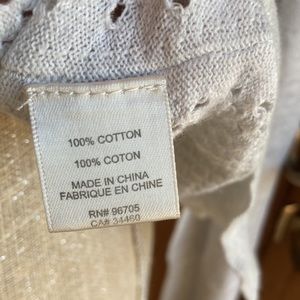 100% COTTON
100% COTON
MADE IN CHINA
FABRIQUE EN CHINE
RN# 96705
CA# 34460